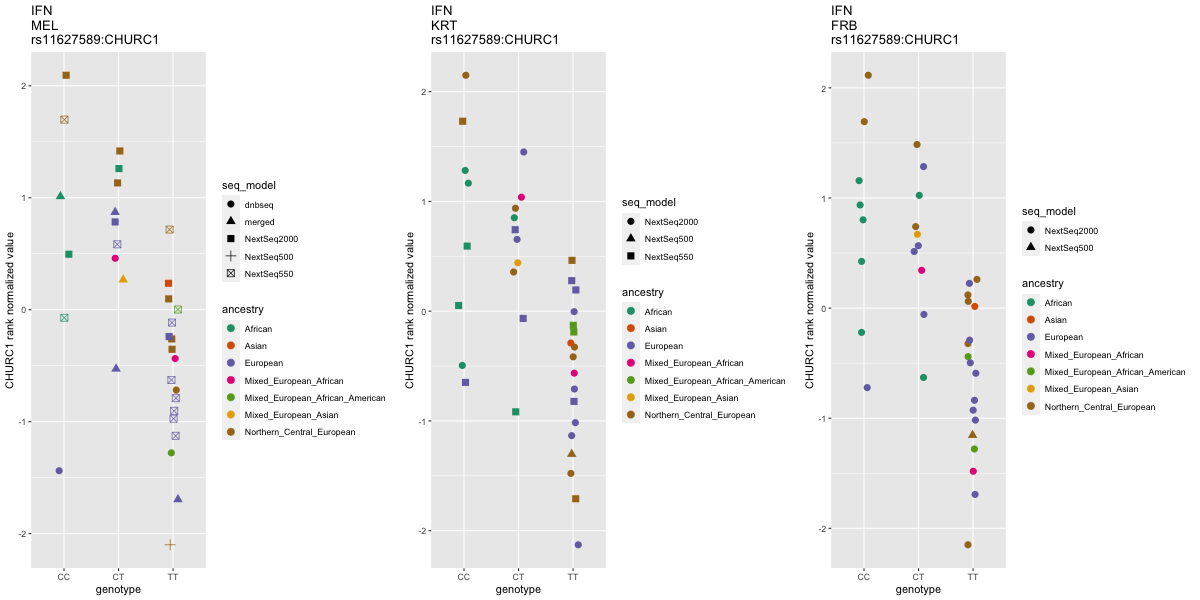 IFN
MEL
rs11627589:CHURC1
CHURC1 rank normalized value
2
1
0
-1
-2
CC
CT
TT
genotype
seq_model
dnbseq
merged
NextSeq2000
NextSeq500
NextSeq550
ancestry
African
Asian
European
Mixed_European_African
Mixed_European_African_American
Mixed_European_Asian
Northern_Central_European
IFN
KRT
rs11627589:CHURC1
CHURC1 rank normalized value
2
1
0
-1
-2
CC
CT
TT
genotype
seq_model
NextSeq2000
NextSeq500
NextSeq550
ancestry
African
Asian
European
Mixed_European_African
Mixed_European_African_American
Mixed_European_Asian
Northern_Central_European
IFN
FRB
rs11627589:CHURC1
CHURC1 rank normalized value
2
1
0
-1
-2
CC
CT
TT
genotype
seq_model
NextSeq2000
NextSeq500
ancestry
African
Asian
European
Mixed_European_African
Mixed_European_African_American
Mixed_European_Asian
Northern_Central_European